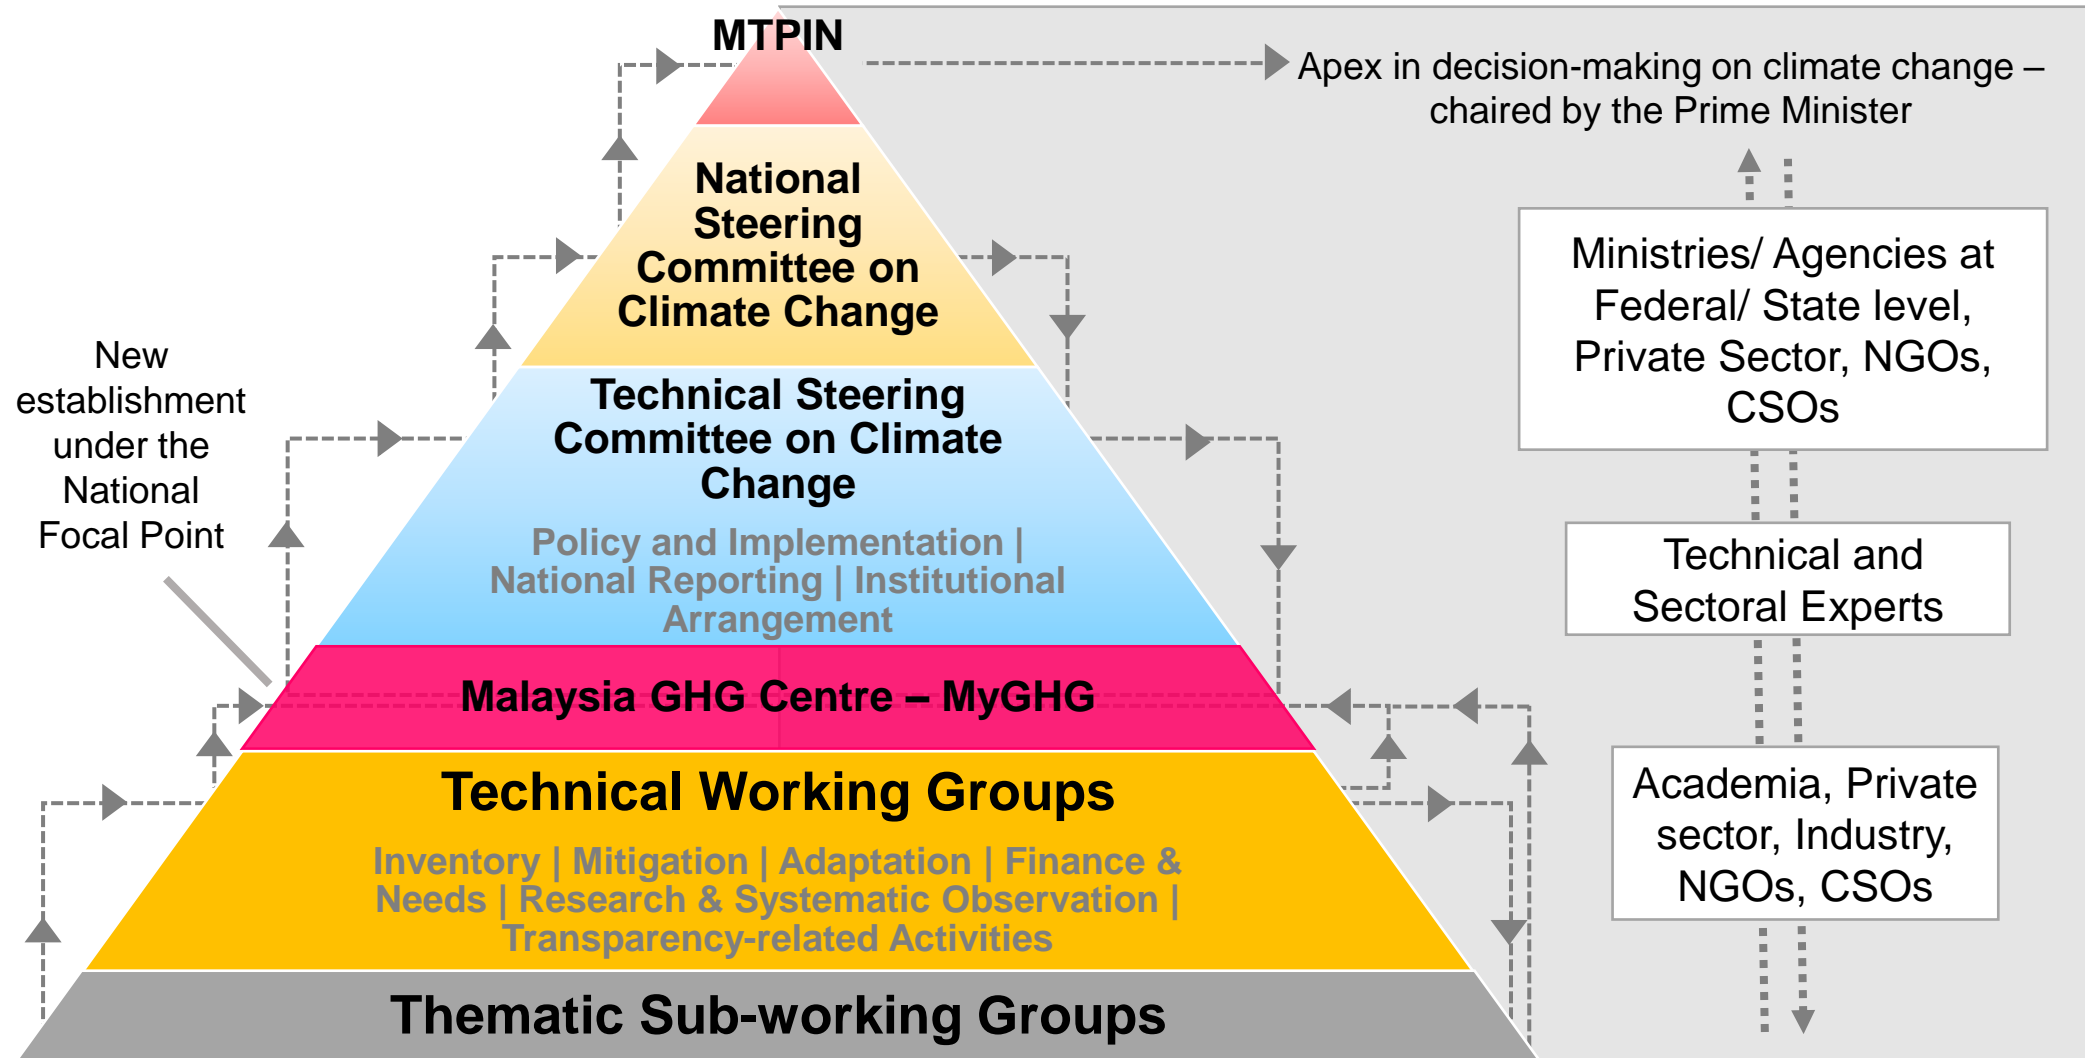 MTPIN
Apex in decision-making on climate change –
chaired by the Prime Minister
National
Steering
Committee on
Climate Change
Ministries/ Agencies at
Federal/ State level,
Private Sector, NGOs,
CSOs
New
establishment
under the
National
Focal Point
Technical Steering
Committee on Climate
Change
Policy and Implementation |
National Reporting | Institutional
Arrangement
Technical and
Sectoral Experts
Malaysia GHG Centre – MyGHG
Technical Working Groups
Inventory | Mitigation | Adaptation | Finance &
Needs | Research & Systematic Observation |
Transparency-related Activities
Academia, Private
sector, Industry,
NGOs, CSOs
Thematic Sub-working Groups